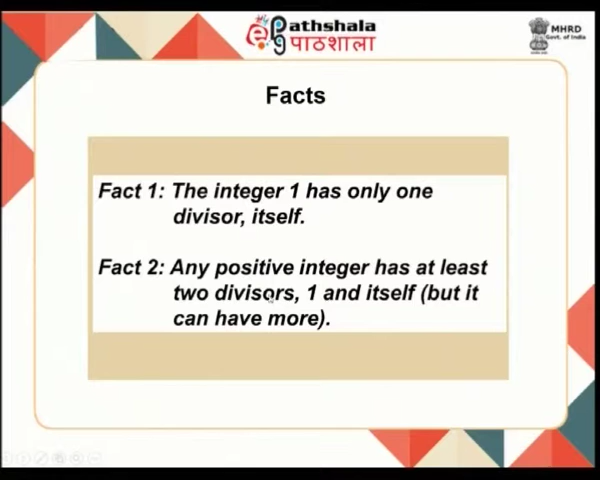 Pathshala
पाठशाला
MHRD
Govt. of India
Facts
Fact 1: The integer 1 has only one
divisor, itself.
Fact 2: Any positive integer has at least
two divisors, 1 and itself (but it
can have more).